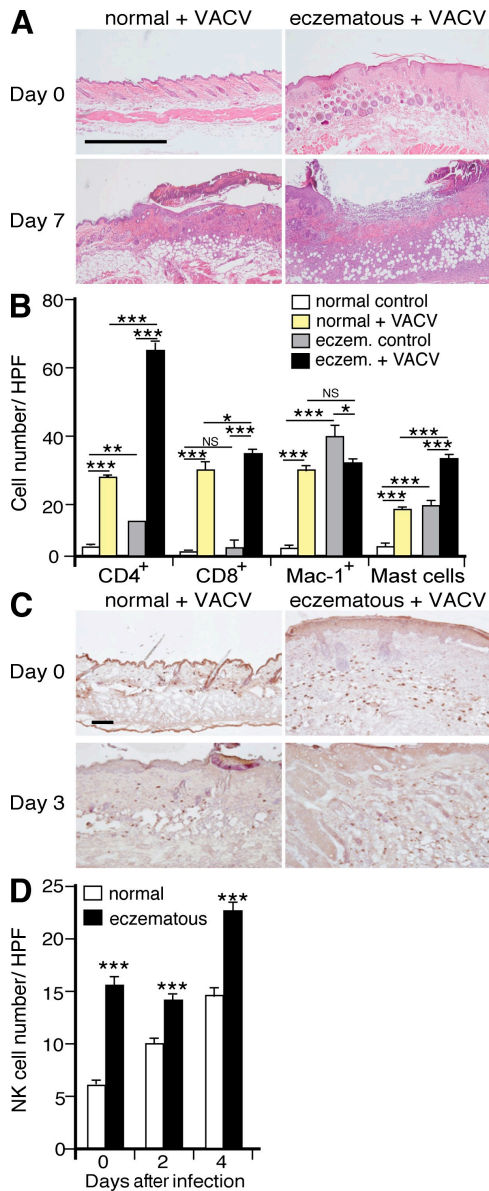 A
normal + VACV
eczematous + VACV
Day 0
Day 7
B
80
60
40
20
0
Cell number/ HPF
normal control
normal + VACV
eczem. control
eczem. + VACV
***
***
**
***
*
NS
***
***
NS
***
*
***
***
***
***
***
CD4+
CD8+
Mac-1+
Mast cells
C
normal + VACV
eczematous + VACV
Day 0
Day 3
D
25
20
15
10
5
0
NK cell number/ HPF
normal
eczematous
***
***
***
0
2
4
Days after infection